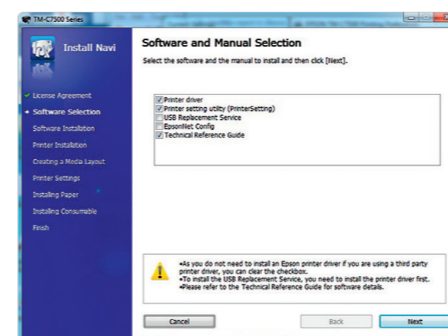 TM-C7500 Series
Install Navi
License Agreement
Software Selection
Software Installation
Printer Installation
Creating a Media Layout
Printer Settings
Installing Paper
Installing Consumable
Finish
Software and Manual Selection
Select the software and the manual to install and then click [Next].
Printer driver
Printer setting utility (PrinterSetting)
USB Replacement Service
EpsonNet Config
Technical Reference Guide
•As you do not need to install an Epson printer driver if you are using a third party
printer driver, you can clear the checkbox.
•To install the USB Replacement Service, you need to install the printer driver first.
•Please refer to the Technical Reference Guide for software details.
Cancel
Back
Next